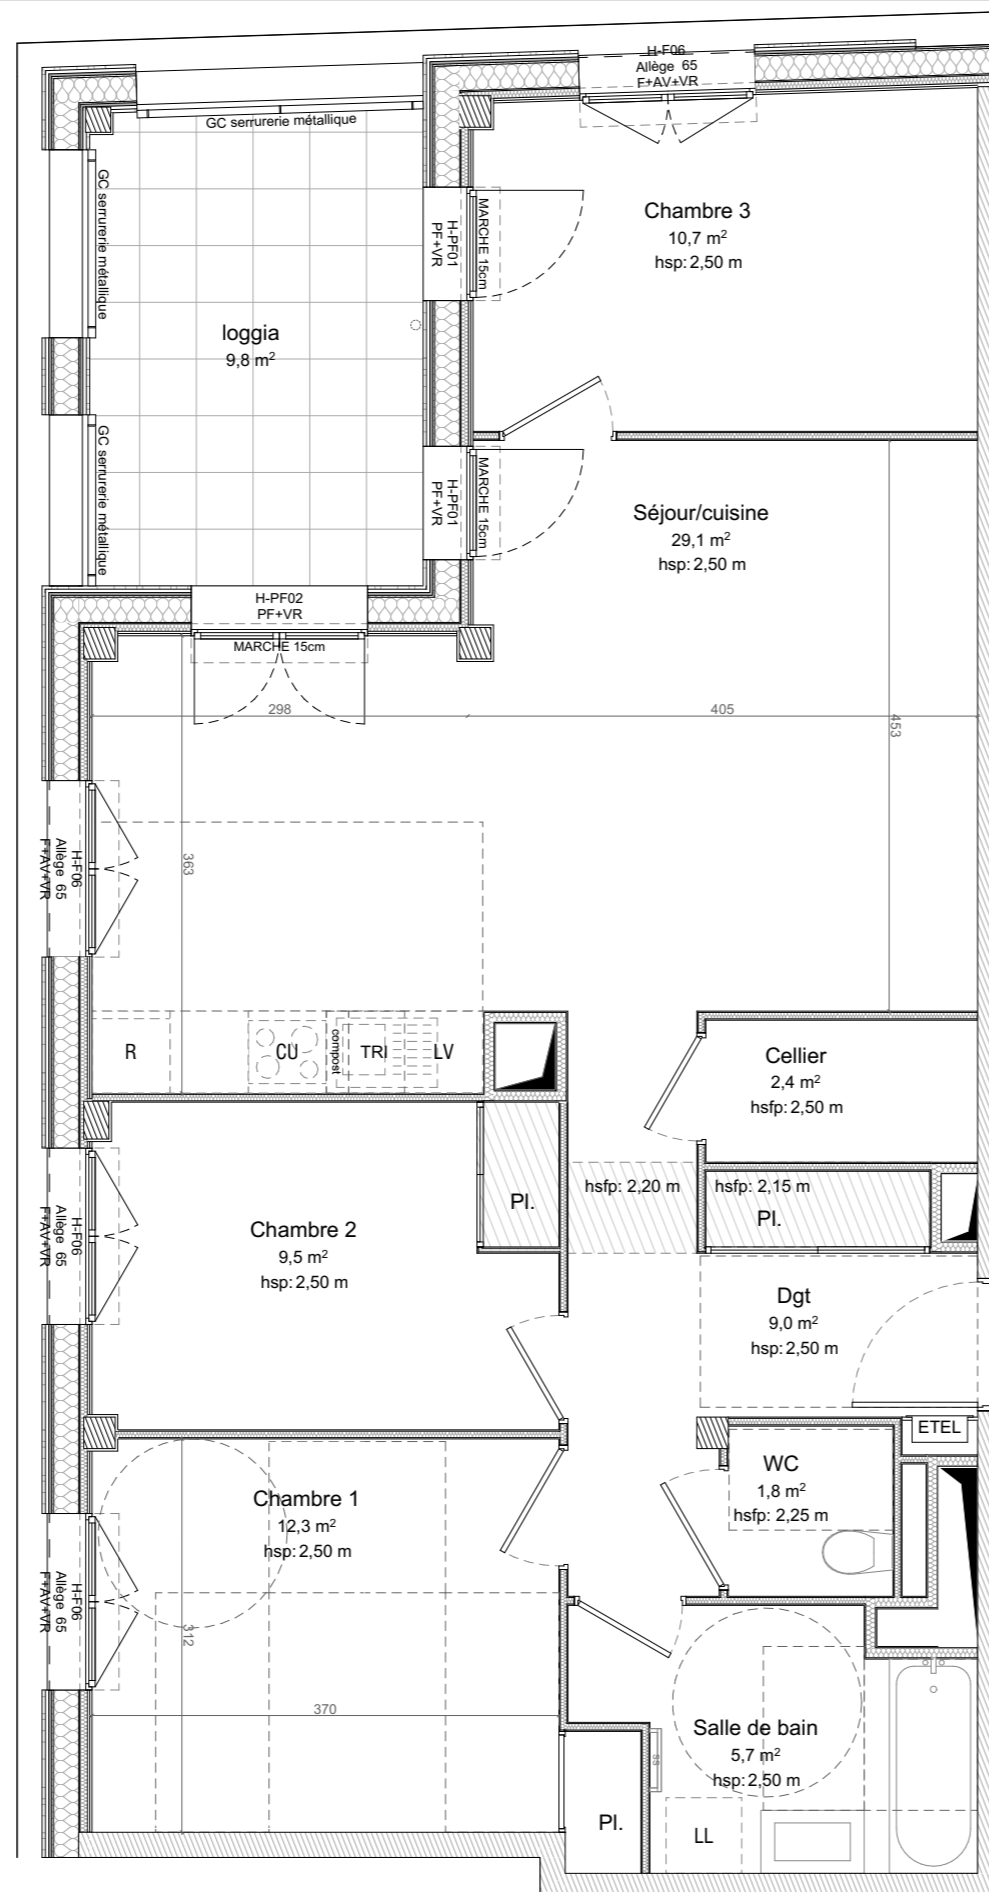 H-F06
Allège 65
F+AV+VR
GC serrurerie métallique
GC serrurerie métallique
H-PF01
PF+VR
MARCHE 15cm
Chambre 3
10,7 m²
hsp: 2,50 m
loggia
9,8 m²
GC serrurerie métallique
H-PF01
PF+VR
MARCHE 15cm
Séjour/cuisine
29,1 m²
hsp: 2,50 m
H-PF02
PF+VR
MARCHE 15cm
298
405
453
363
H-F06
Allège 65
F+AV+VR
R
CU
compost
TRI
LV
Cellier
2,4 m²
hsfp: 2,50 m
hsfp: 2,20 m
hsfp: 2,15 m
Pl.
Pl.
H-F06
Allège 65
F+AV+VR
Chambre 2
9,5 m²
hsp: 2,50 m
Dgt
9,0 m²
hsp: 2,50 m
ETEL
WC
1,8 m²
hsfp: 2,25 m
Chambre 1
12,3 m²
hsp: 2,50 m
H-F06
Allège 65
F+AV+VR
312
370
Salle de bain
5,7 m²
hsp: 2,50 m
SS
Pl.
LL